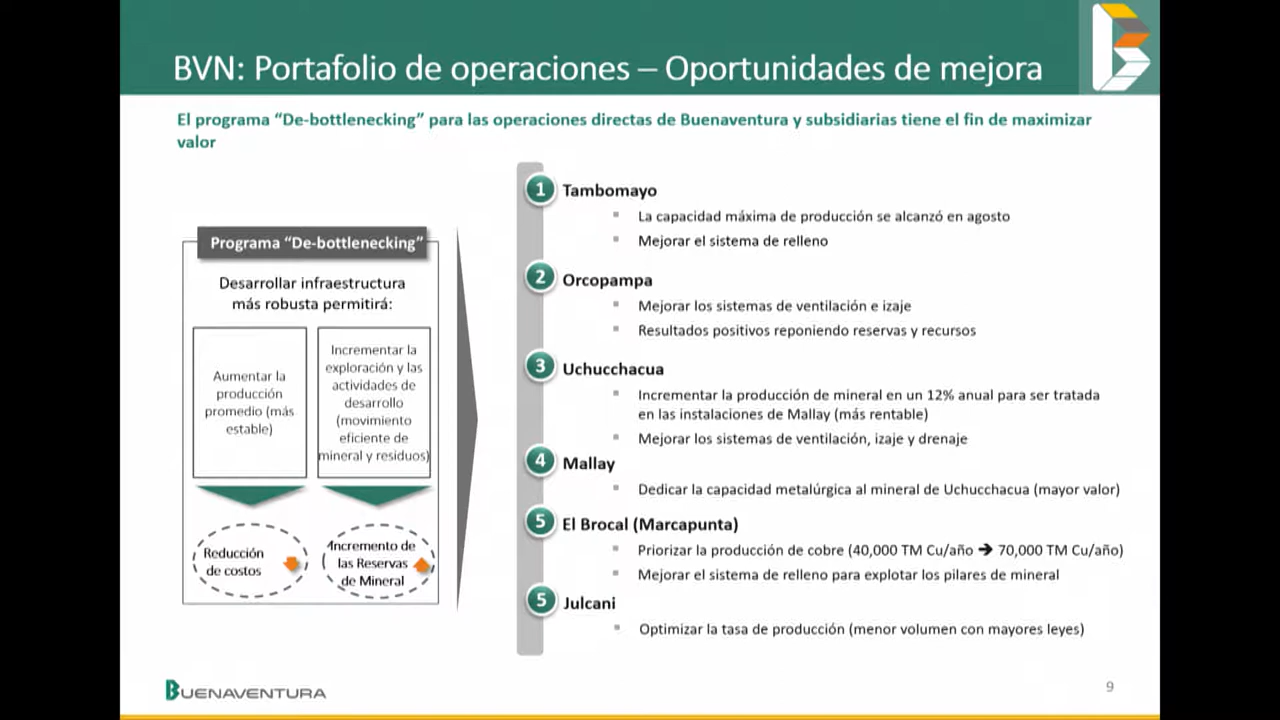 BVN: Portafolio de operaciones – Oportunidades de mejora
El programa “De-bottlenecking” para las operaciones directas de Buenaventura y subsidiarias tiene el fin de maximizar
valor
Programa “De-bottlenecking”
Desarrollar infraestructura
más robusta permitirá:
Aumentar la
producción
promedio (más
estable)
Incrementar la
exploración y las
actividades de
desarrollo
(movimiento
eficiente de
mineral y residuos)
Reducción
de costos
Incremento de
las Reservas
de Mineral
1 Tambomayo
La capacidad máxima de producción se alcanzó en agosto
Mejorar el sistema de relleno
2 Orcopampa
Mejorar los sistemas de ventilación e izaje
Resultados positivos reponiendo reservas y recursos
3 Uchucchacua
Incrementar la producción de mineral en un 12% anual para ser tratada
en las instalaciones de Mallay (más rentable)
Mejorar los sistemas de ventilación, izaje y drenaje
4 Mallay
Dedicar la capacidad metalúrgica al mineral de Uchucchacua (mayor valor)
5 El Brocal (Marcapunta)
Priorizar la producción de cobre (40,000 TM Cu/año ➔ 70,000 TM Cu/año)
Mejorar el sistema de relleno para explotar los pilares de mineral
5 Julcani
Optimizar la tasa de producción (menor volumen con mayores leyes)
BUENAVENTURA
9